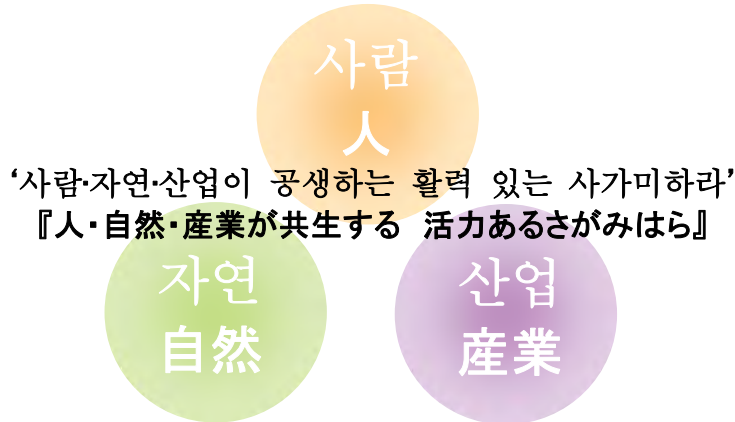 사람
人
‘사람·자연·산업이 공생하는 활력 있는 사가미하라’
『人・自然・産業が共生する　活力あるさがみはら』
자연
自然
산업
産業